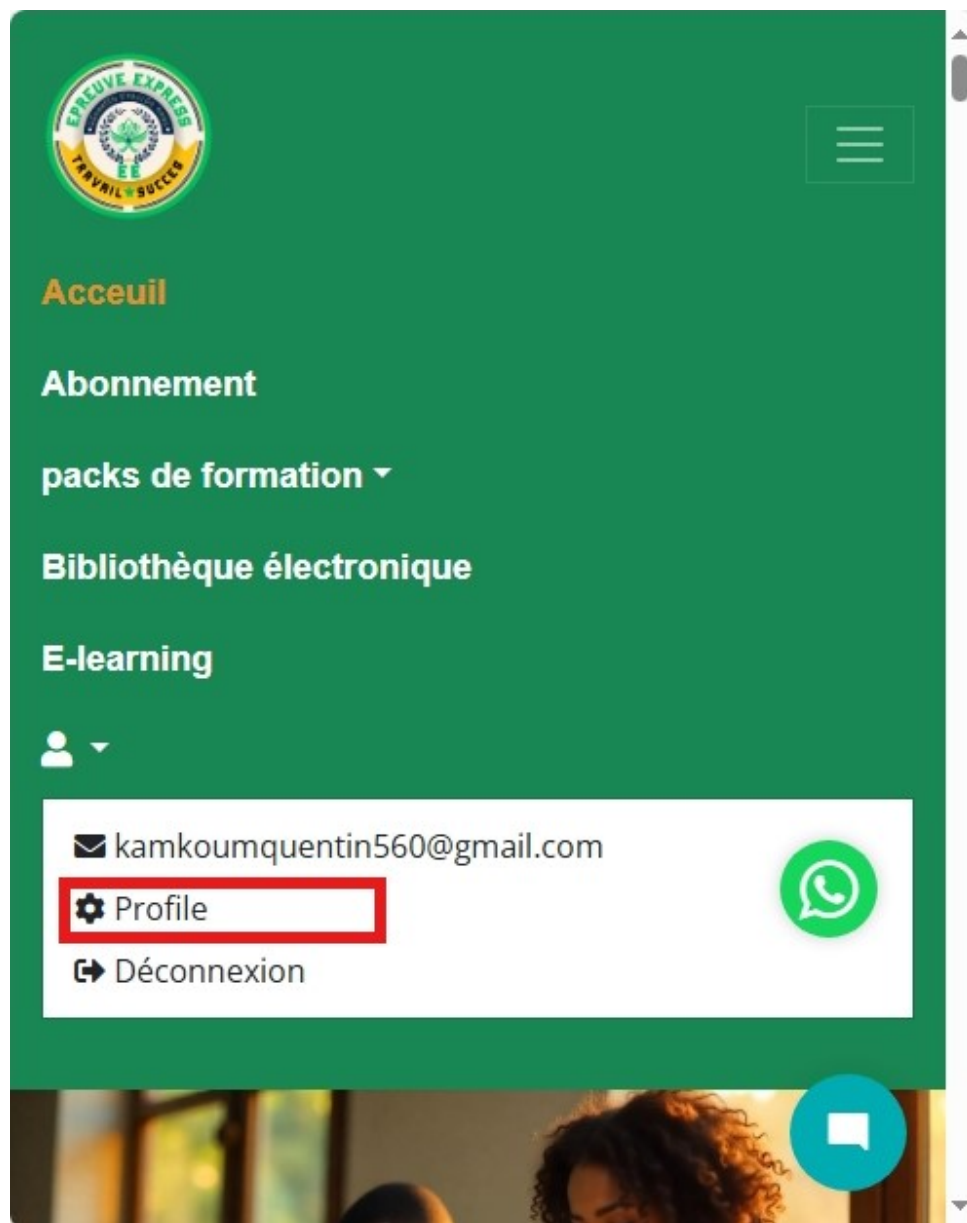 EPREUVE EXPRESS
EE
TRAVAIL★SUCCES
Acceuil
Abonnement
packs de formation
Bibliothèque électronique
E-learning
kamkoumquentin560@gmail.com
Profile
Déconnexion